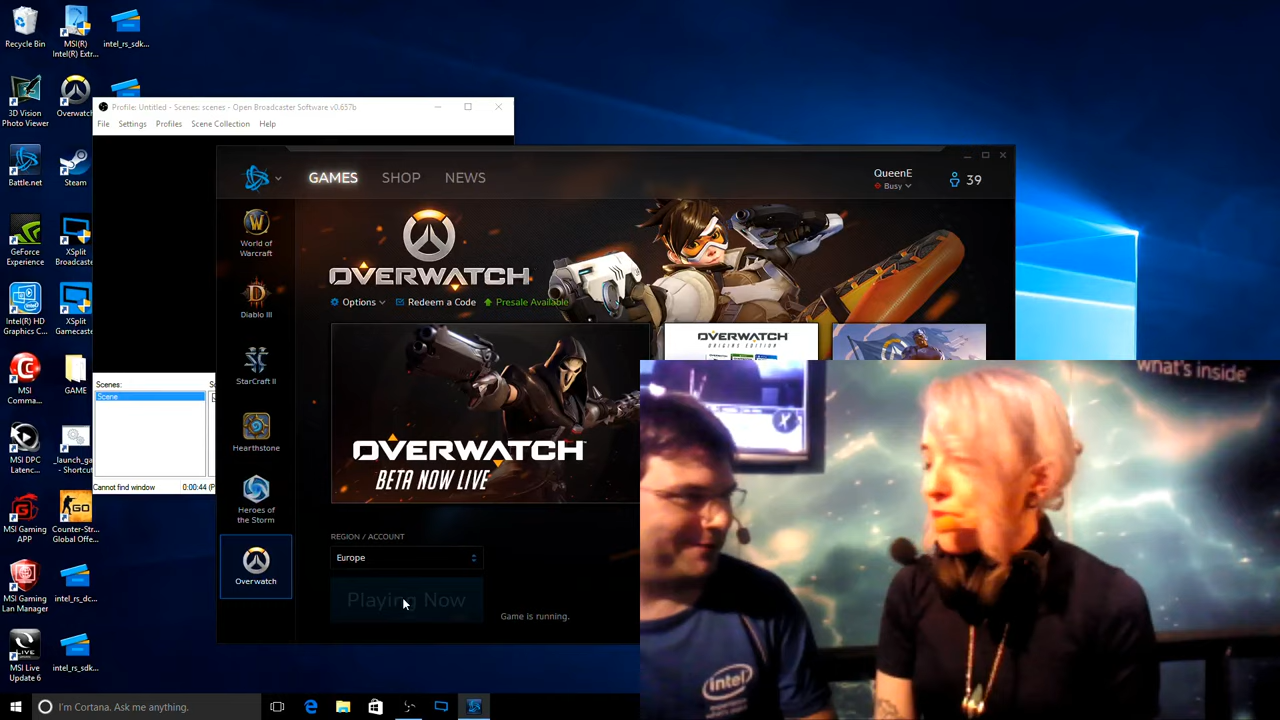 Recycle Bin
MSI(R)
Intel(R) Extr...
intel_rs_sdk...
3D Vision
Photo Viewer
Overwatch
Battle.net
Steam
GeForce
Experience
XSplit
Broadcaste
Intel(R) HD
Graphics C...
XSplit
Gamecaste
MSI
Comma...
GAME
MSI DPC
Latenc...
_launch_ga
- Shortcut
MSI Gaming
APP
GO
Counter-Str
Global Offe...
MSI Gaming
Lan Manager
intel_rs_dc...
MSI Live
Update 6
intel_rs_sdk...
Profile: Untitled - Scenes: scenes - Open Broadcaster Software v0.657b
File Settings Profiles Scene Collection Help
Scenes:
Scene
Cannot find window 0:00:44
GAMES SHOP NEWS
QueenE
Busy
39
World of
Warcraft
Diablo III
StarCraft II
Hearthstone
Heroes of
the Storm
Overwatch
OVERWATCH
Options Redeem a Code Presale Available
OVERWATCH
BETA NOW LIVE
OVERWATCH
ORIGINS EDITION
REGION / ACCOUNT
Europe
Playing Now
Game is running.
what's inside™
intel
I'm Cortana. Ask me anything.